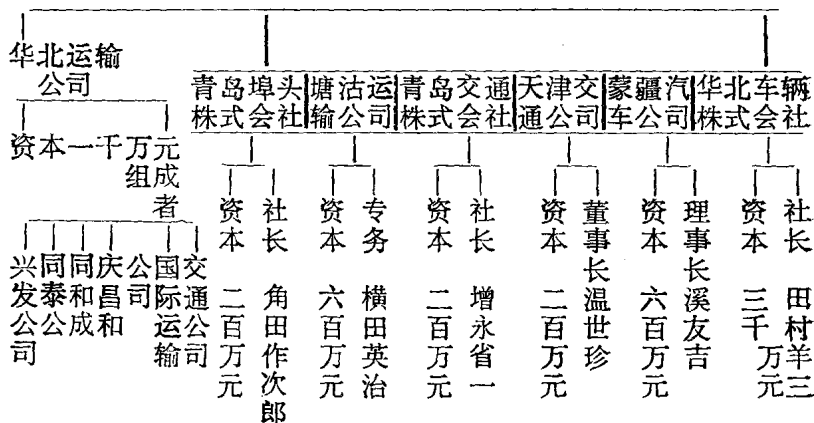 华北运输
公司
资本一千万元
组成者
兴发公司
同泰公
同和成
庆昌和
公司
国际运输
交通公司
青岛埠头
株式会社
资本 二百万元
社长 角田作次郎
塘沽运
输公司
资本 六百万元
专务 横田英治
青岛交通
株式会社
资本 二百万元
社长 增永省一
天津交
通公司
资本 二百万元
董事长温世珍
蒙疆汽
车公司
资本 六百万元
理事长溪友吉
华北车辆
株式会社
资本 三千万元
社长 田村羊三